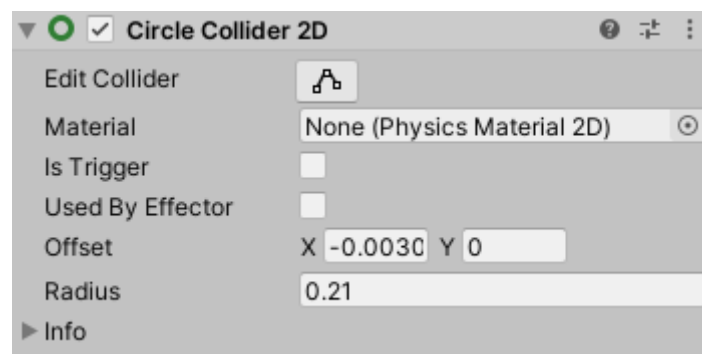 Circle Collider 2D
Edit Collider
Material None (Physics Material 2D)
Is Trigger
Used By Effector
Offset X -0.0030 Y 0
Radius 0.21
Info